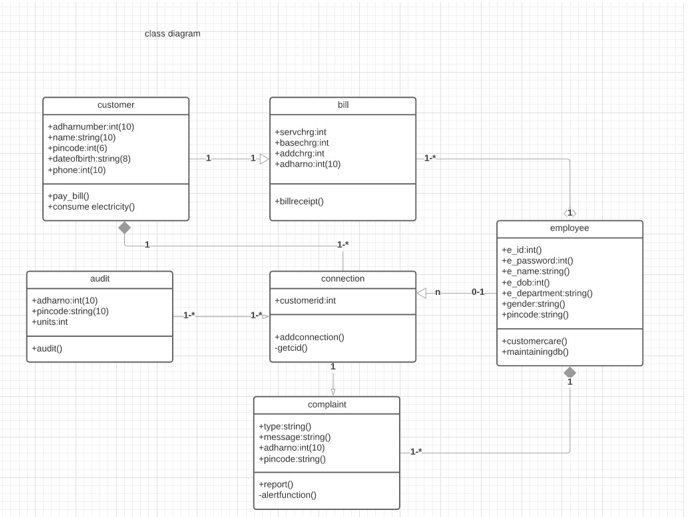 class diagram
customer
+adharnumber:int(10)
+name:string(10)
+pincode:int(6)
+dateofbirth:string(8)
+phone:int(10)
+pay_bill()
+consume electricity()
1
1
bill
+servchrg:int
+basechrg:int
+addchrg:int
+adharno:int(10)
+billreceipt()
1-*
1
employee
+e_id:int()
+e_password:int()
+e_name:string()
+e_dob:int()
+e_department:string()
+gender:string()
+pincode:string()
+customercare()
+maintainingdb()
1
1
1-*
audit
+adharno:int(10)
+pincode:string(10)
+units:int
+audit()
1-*
1-*
connection
+customerid:int
+addconnection()
-getcid()
n
0-1
1
complaint
+type:string()
+message:string()
+adharno:int(10)
+pincode:string()
+report()
-alertfunction()
1-*